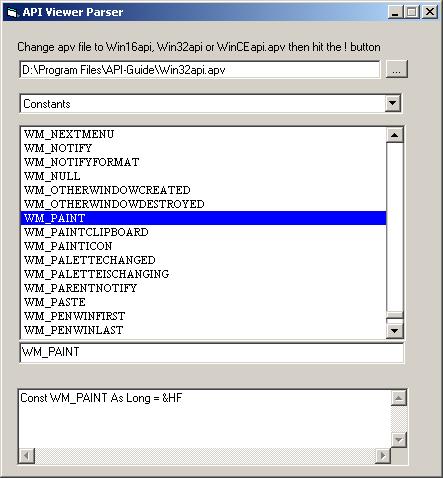 API Viewer Parser
Change apv file to Win16api, Win32api or WinCEapi.apv then hit the ! button
D:\Program Files\API-Guide\Win32api.apv
...
Constants
WM_NEXTMENU
WM_NOTIFY
WM_NOTIFYFORMAT
WM_NULL
WM_OTHERWINDOWCREATED
WM_OTHERWINDOWDESTROYED
WM_PAINT
WM_PAINTCLIPBOARD
WM_PAINTICON
WM_PALETTECHANGED
WM_PALETTEISCHANGING
WM_PARENTNOTIFY
WM_PASTE
WM_PENWINFIRST
WM_PENWINLAST
WM_PAINT
Const WM_PAINT As Long = &HF